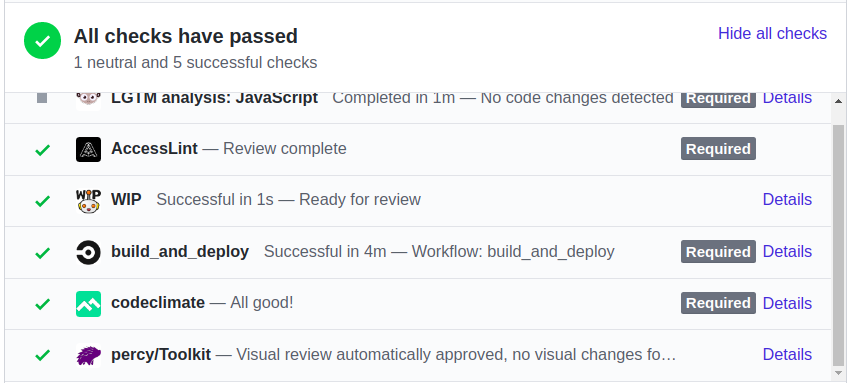 All checks have passed
Hide all checks
1 neutral and 5 successful checks
LGTM analysis: JavaScript Completed in 1m — No code changes detected Required Details
AccessLint — Review complete Required
WIP WIP Successful in 1s — Ready for review Details
build_and_deploy Successful in 4m — Workflow: build_and_deploy Required Details
codeclimate — All good! Required Details
percy/Toolkit — Visual review automatically approved, no visual changes fo… Details